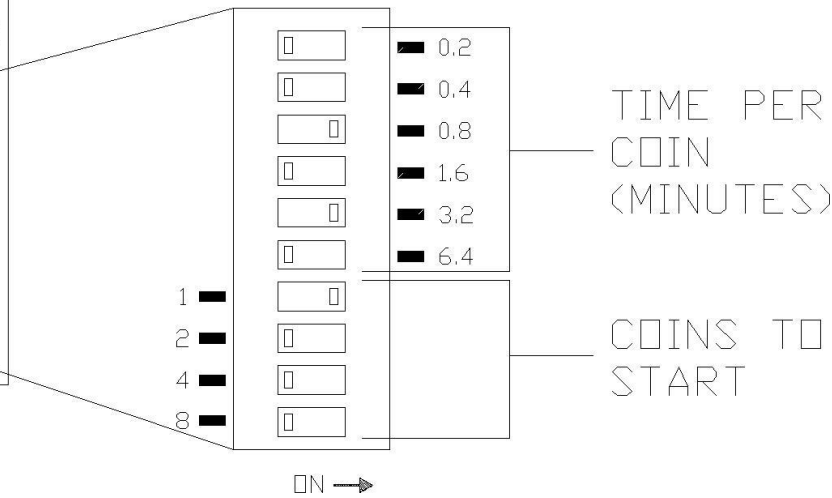 0.2
0.4
0.8
1.6
3.2
6.4
TIME PER
COIN
(MINUTES)
1
2
4
8
COINS TO
START
ON